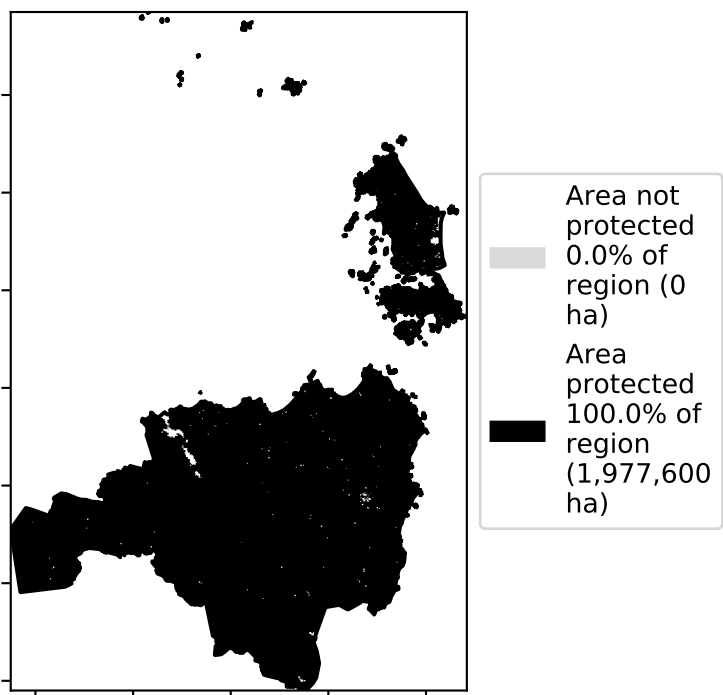 Area not
protected
0.0% of
region (0
ha)
Area
protected
100.0% of
region
(1,977,600
ha)